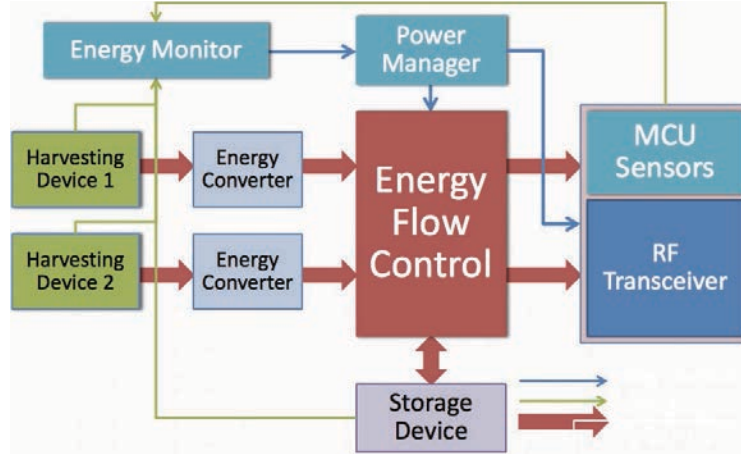 Energy Monitor
Power
Manager
Harvesting
Device 1
Energy
Converter
Energy
Flow
Control
MCU
Sensors
Harvesting
Device 2
Energy
Converter
RF
Transceiver
Storage
Device